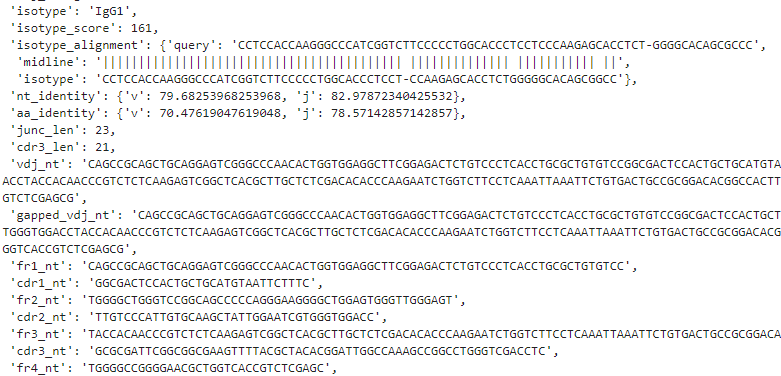 'isotype': 'IgG1',
'isotype_score': 161,
'isotype_alignment': {'query': 'CCTCCACCAAGGGCCCATCGGTCTTCCCCCTGGCACCCTCCTCCCAAGAGCACCTCT-GGGGCACAGCGCCC',
'midline': '||||||||||||||||||||||||||||||||||||||||| ||||||||||||||| ||||||||||| ||',
'isotype': 'CCTCCACCAAGGGCCCATCGGTCTTCCCCCTGGCACCCTCCT-CCAAGAGCACCTCTGGGGGCACAGCGGCC'},
'nt_identity': {'v': 79.68253968253968, 'j': 82.97872340425532},
'aa_identity': {'v': 70.47619047619048, 'j': 78.57142857142857},
'junc_len': 23,
'cdr3_len': 21,
'vdj_nt': 'CAGCCGCAGCTGCAGGAGTCGGGCCCAACACTGGTGGAGGCTTCGGAGACTCTGTCCCTCACCTGCGCTGTGTCCGGCGACTCCACTGCTGCATGTA
ACCTACCACAACCCGTCTCTCAAGAGTCGGCTCACGCTTGCTCTCGACACACCCAAGAATCTGGTCTTCCTCAAATTAAATTCTGTGACTGCCGCGGACACGGCCACTT
GTCTCGAGCG',
'gapped_vdj_nt': 'CAGCCGCAGCTGCAGGAGTCGGGCCCAACACTGGTGGAGGCTTCGGAGACTCTGTCCCTCACCTGCGCTGTGTCCGGCGACTCCACTGCT
TGGGTGGACCTACCACAACCCGTCTCTCAAGAGTCGGCTCACGCTTGCTCTCGACACACCCAAGAATCTGGTCTTCCTCAAATTAAATTCTGTGACTGCCGCGGACACG
GGTCACCGTCTCGAGCG',
'fr1_nt': 'CAGCCGCAGCTGCAGGAGTCGGGCCCAACACTGGTGGAGGCTTCGGAGACTCTGTCCCTCACCTGCGCTGTGTCC',
'cdr1_nt': 'GGCGACTCCACTGCTGCATGTAATTCTTTC',
'fr2_nt': 'TGGGGCTGGGTCCGGCAGCCCCCAGGGAAGGGGCTGGAGTGGGTTGGGAGT',
'cdr2_nt': 'TTGTCCCATTGTGCAAGCTATTGGAATCGTGGGTGGACC',
'fr3_nt': 'TACCACAACCCGTCTCTCAAGAGTCGGCTCACGCTTGCTCTCGACACACCCAAGAATCTGGTCTTCCTCAAATTAAATTCTGTGACTGCCGCGGACA
'cdr3_nt': 'GCGCGATTCGGCGGCGAAGTTTTACGCTACACGGATTGGCCAAAGCCGGCCTGGGTCGACCTC',
'fr4_nt': 'TGGGGCCGGGGAACGCTGGTCACCGTCTCGAGC',